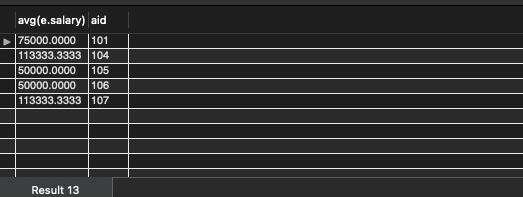 avg(e.salary) aid
75000.0000 101
113333.3333 104
50000.0000 105
50000.0000 106
113333.3333 107
Result 13